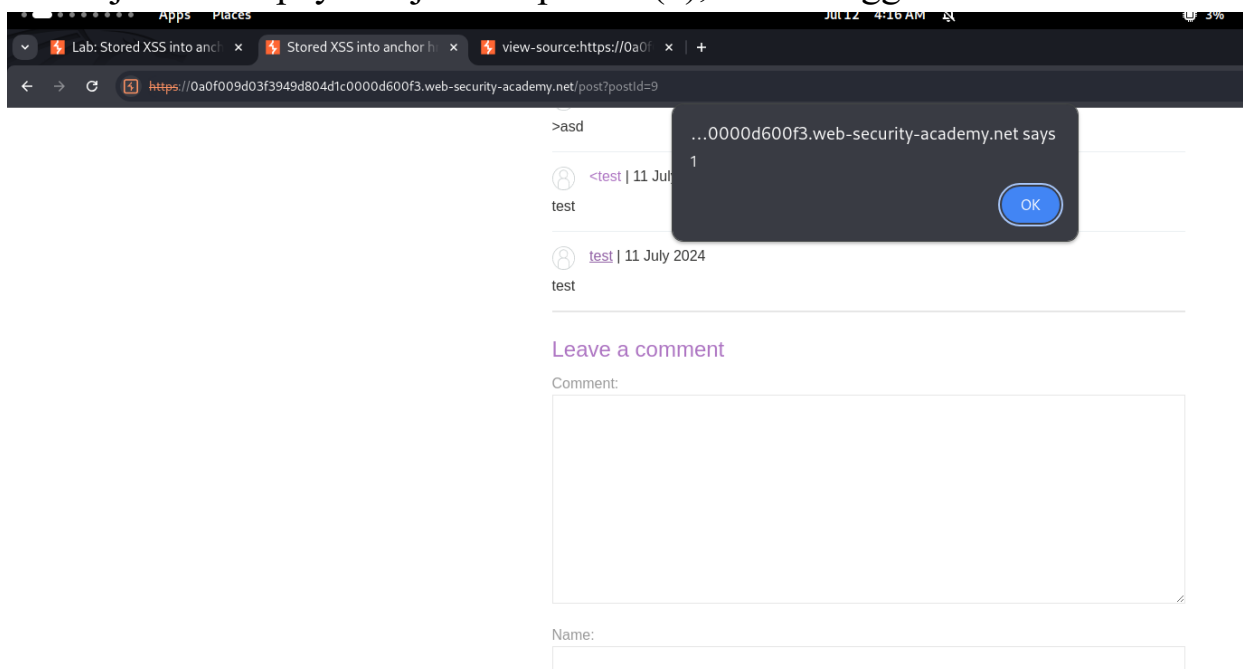 Apps Places Jul 12 4:16 AM 3%
Lab: Stored XSS into anch × Stored XSS into anchor h × view-source:https://0a0f × +
https://0a0f009d03f3949d804d1c0000d600f3.web-security-academy.net/post?postId=9
...0000d600f3.web-security-academy.net says
1
OK
>asd
<test | 11 Jul
test
test | 11 July 2024
test
Leave a comment
Comment:
Name: